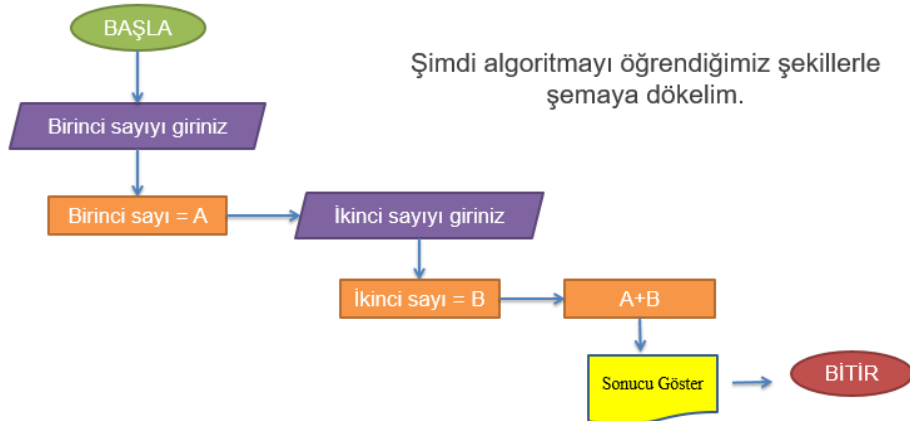 BAŞLA
Şimdi algoritmayı öğrendiğimiz şekillerle
şemaya dökelim.
Birinci sayıyı giriniz
Birinci sayı = A
İkinci sayıyı giriniz
İkinci sayı = B
A+B
Sonucu Göster
BİTİR